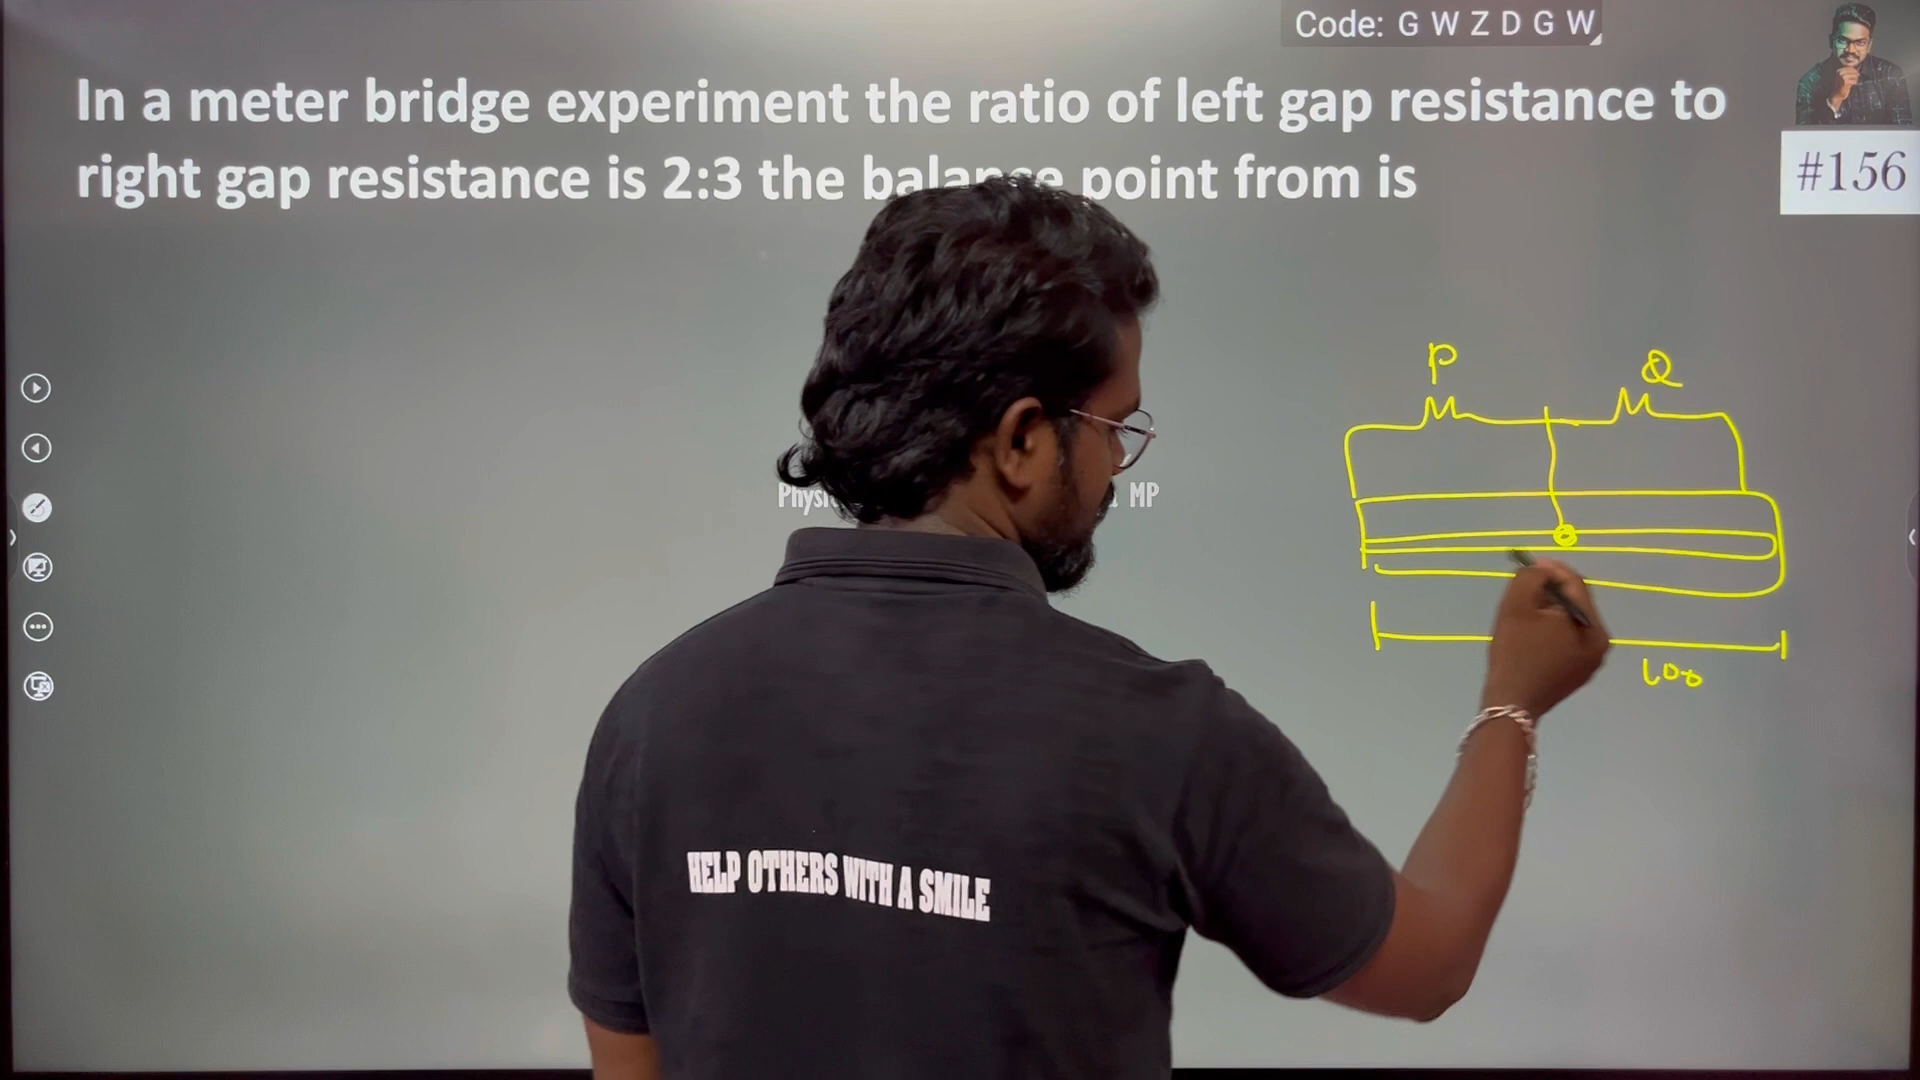 Code: G W Z D G W
In a meter bridge experiment the ratio of left gap resistance to
right gap resistance is 2:3 the balance point from is
#156
P
Q
MP
100
HELP OTHERS WITH A SMILE